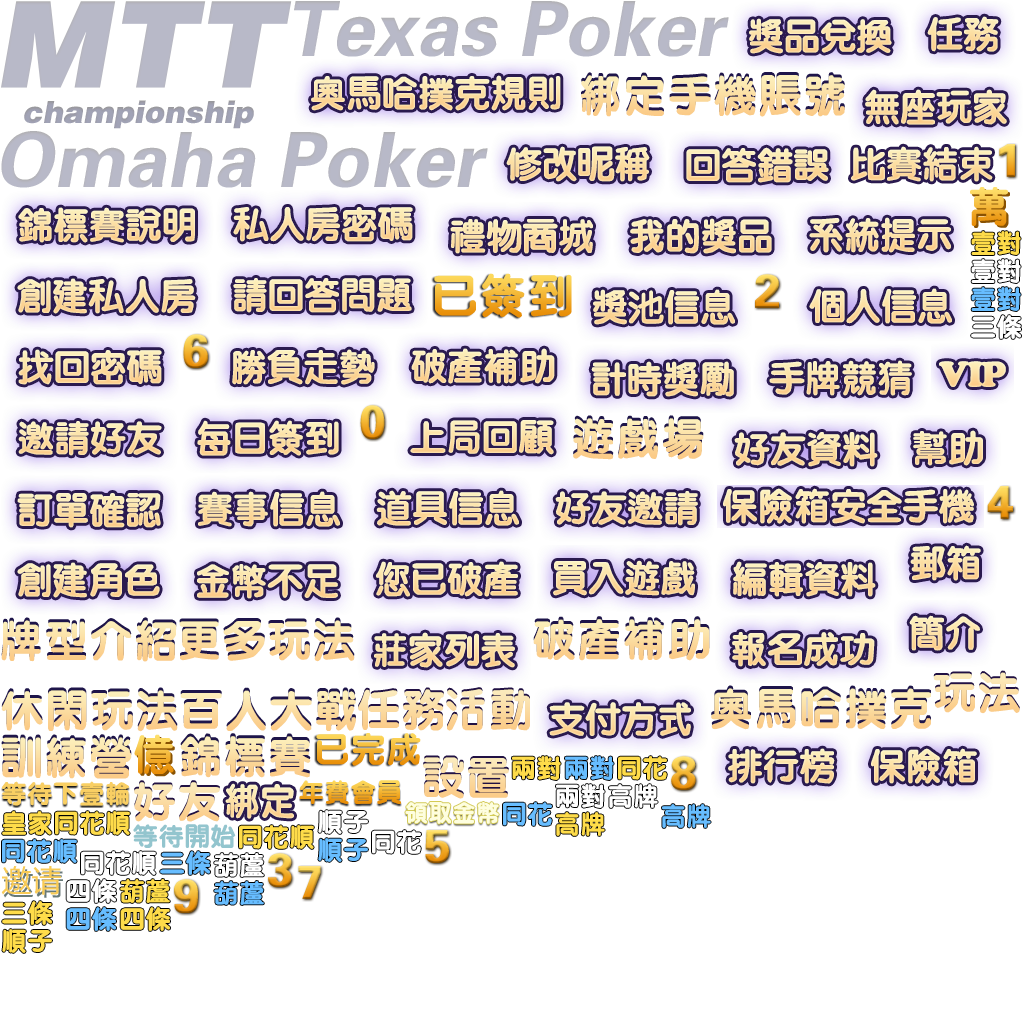 MTT
Texas Poker
獎品兌換
任務
championship
奧馬哈撲克規則
綁定手機賬號
無座玩家
Omaha Poker
修改昵稱
回答錯誤
比賽結束
1
錦標賽說明
私人房密碼
禮物商城
我的獎品
系統提示
萬
壹對
壹對
壹對
三條
創建私人房
請回答問題
已簽到
獎池信息
2
個人信息
找回密碼
6
勝負走勢
破產補助
計時獎勵
手牌競猜
VIP
邀請好友
每日簽到
0
上局回顧
遊戲場
好友資料
幫助
訂單確認
賽事信息
道具信息
好友邀請
保險箱安全手機
4
創建角色
金幣不足
您已破產
買入遊戲
編輯資料
郵箱
牌型介紹
更多玩法
莊家列表
破產補助
報名成功
簡介
休閑玩法
百人大戰
任務
活動
支付方式
奧馬哈撲克
玩法
訓練營
億
錦標賽
已完成
設置
兩對
兩對
同花
8
排行榜
保險箱
等待下壹輪
好友
綁定
年費會員
領取金幣
同花
兩對
高牌
高牌
高牌
皇家同花順
等待開始
同花順
順子
順子
同花
5
同花順
同花順
三條
葫蘆
葫蘆
3
7
邀请
四條
葫蘆
9
三條
四條
四條
順子